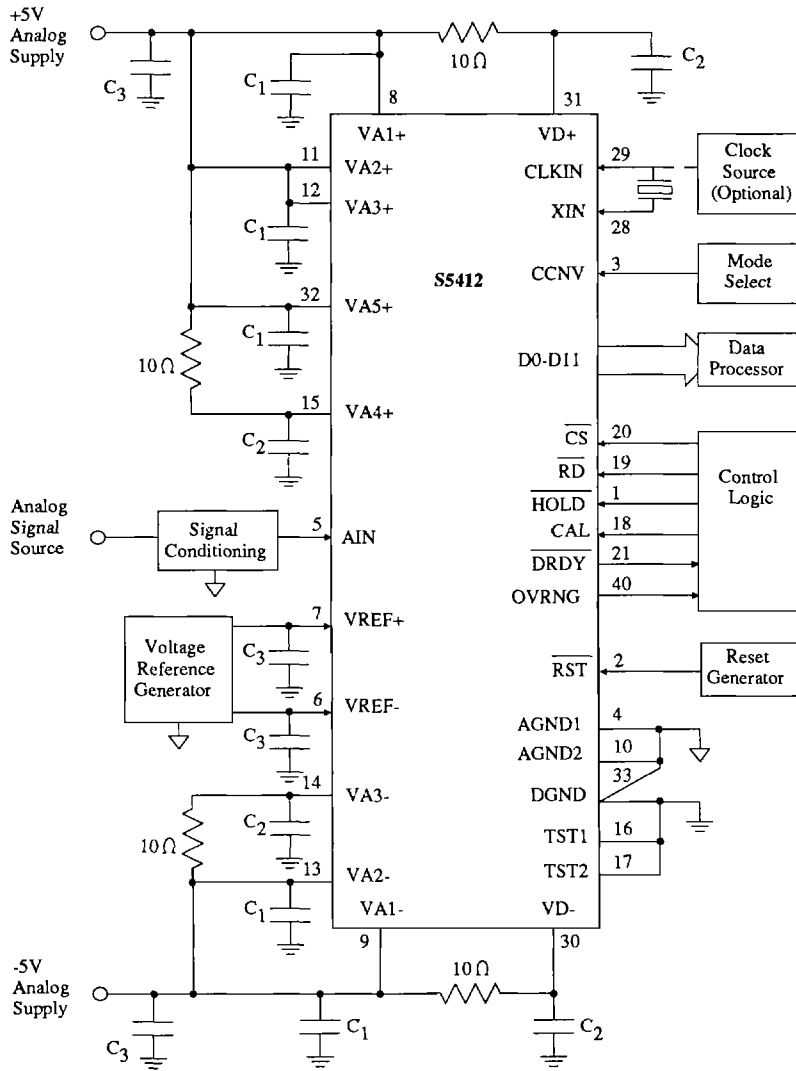 +5V
Analog
Supply
C3
C1
8
10Ω
31
C2
VA1+
VD+
11
VA2+
CLKIN
29
Clock
Source
(Optional)
12
VA3+
XIN
28
C1
S5412
CCNV
3
Mode
Select
32
VA5+
C1
10Ω
D0-D11
Data
Processor
15
VA4+
C2
CS
20
RD
19
HOLD
1
CAL
18
DRDY
21
OVRNG
40
Control
Logic
Analog
Signal
Source
Signal
Conditioning
5
AIN
7
VREF+
C3
Voltage
Reference
Generator
6
VREF-
C3
RST
2
Reset
Generator
AGND1
4
AGND2
10
33
DGND
TST1
16
TST2
17
14
VA3-
C2
10Ω
13
VA2-
C1
VA1-
VD-
9
30
-5V
Analog
Supply
10Ω
C3
C1
C2